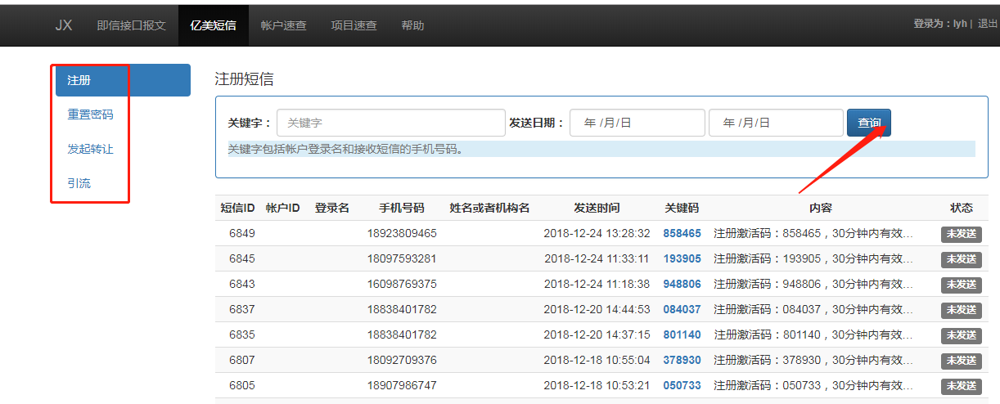 JX 即信接口报文 亿美短信 帐户速查 项目速查 帮助 登录为：lyh | 退出
注册
重置密码
发起转让
引流
注册短信
关键字： 关键字 发送日期： 年 /月/日 年 /月/日 查询
关键字包括帐户登录名和接收短信的手机号码。
短信ID 帐户ID 登录名 手机号码 姓名或者机构名 发送时间 关键码 内容 状态
6849 18923809465 2018-12-24 13:28:32 858465 注册激活码：858465，30分钟内有效... 未发送
6845 18097593281 2018-12-24 11:33:11 193905 注册激活码：193905，30分钟内有效... 未发送
6843 16098769375 2018-12-24 11:18:38 948806 注册激活码：948806，30分钟内有效... 未发送
6837 18838401782 2018-12-20 14:44:53 084037 注册激活码：084037，30分钟内有效... 未发送
6835 18838401782 2018-12-20 14:37:15 801140 注册激活码：801140，30分钟内有效... 未发送
6807 18092709376 2018-12-18 10:55:04 378930 注册激活码：378930，30分钟内有效... 未发送
6805 18907986747 2018-12-18 10:53:21 050733 注册激活码：050733，30分钟内有效... 未发送